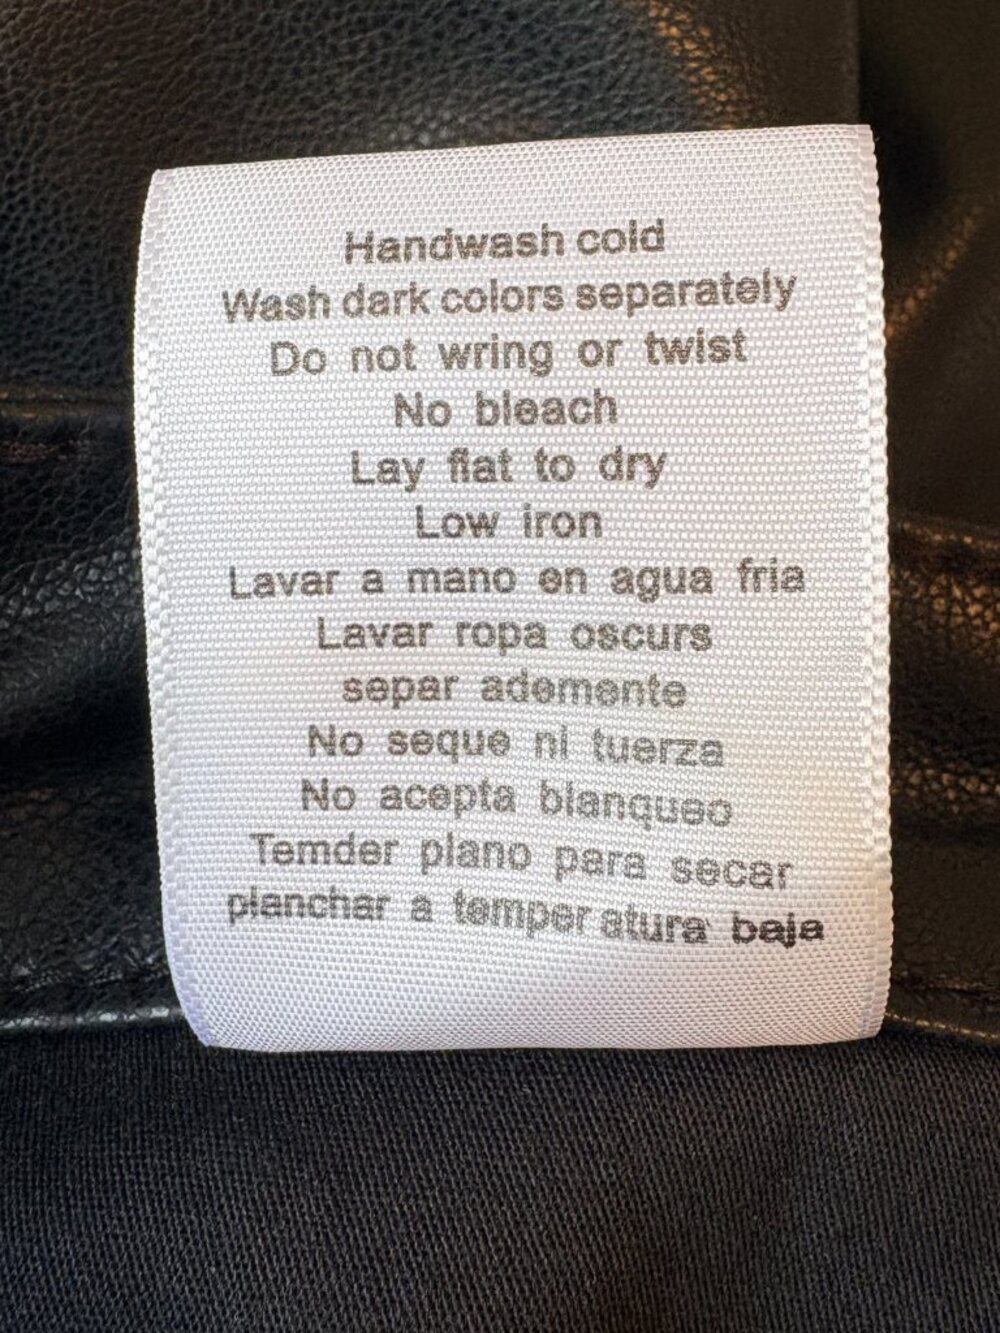 Handwash cold
Wash dark colors separately
Do not wring or twist
No bleach
Lay flat to dry
Low iron
Lavar a mano en agua fria
Lavar ropa oscurs
separ ademente
No seque ni tuerza
No acepta blanqueo
Temder plano para secar
planchar a temper atura baja